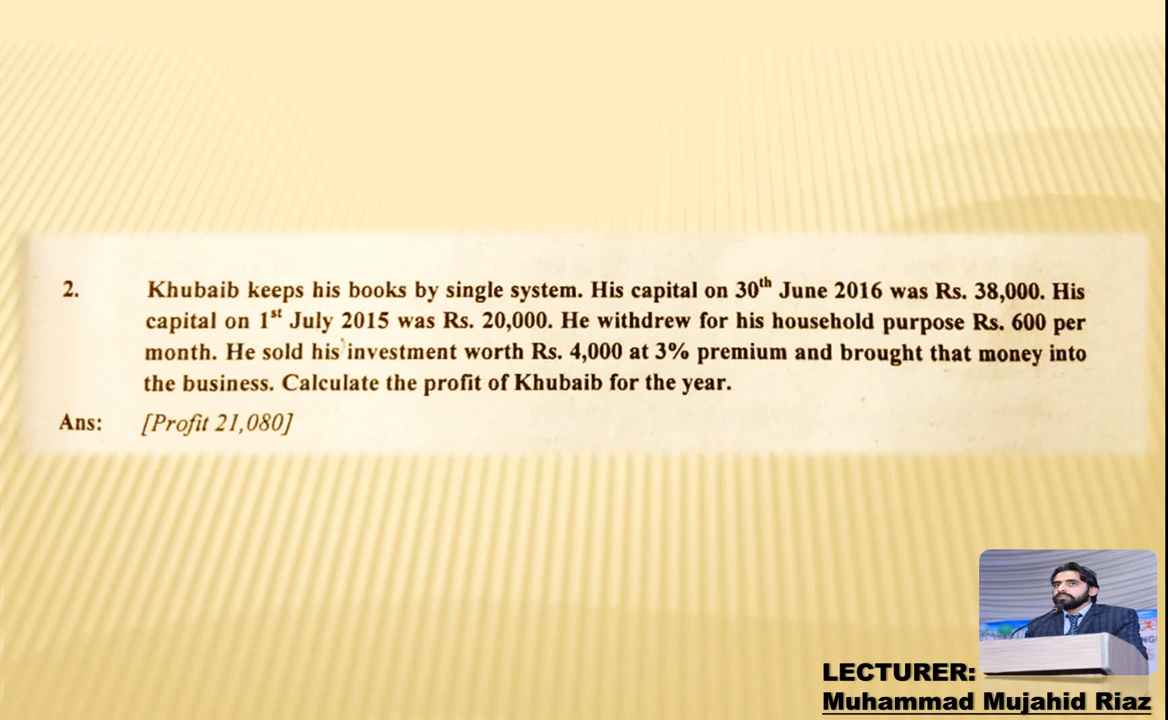 2. Khubaib keeps his books by single system. His capital on 30th June 2016 was Rs. 38,000. His
capital on 1st July 2015 was Rs. 20,000. He withdrew for his household purpose Rs. 600 per
month. He sold his investment worth Rs. 4,000 at 3% premium and brought that money into
the business. Calculate the profit of Khubaib for the year.
Ans: [Profit 21,080]
LECTURER:
Muhammad Mujahid Riaz